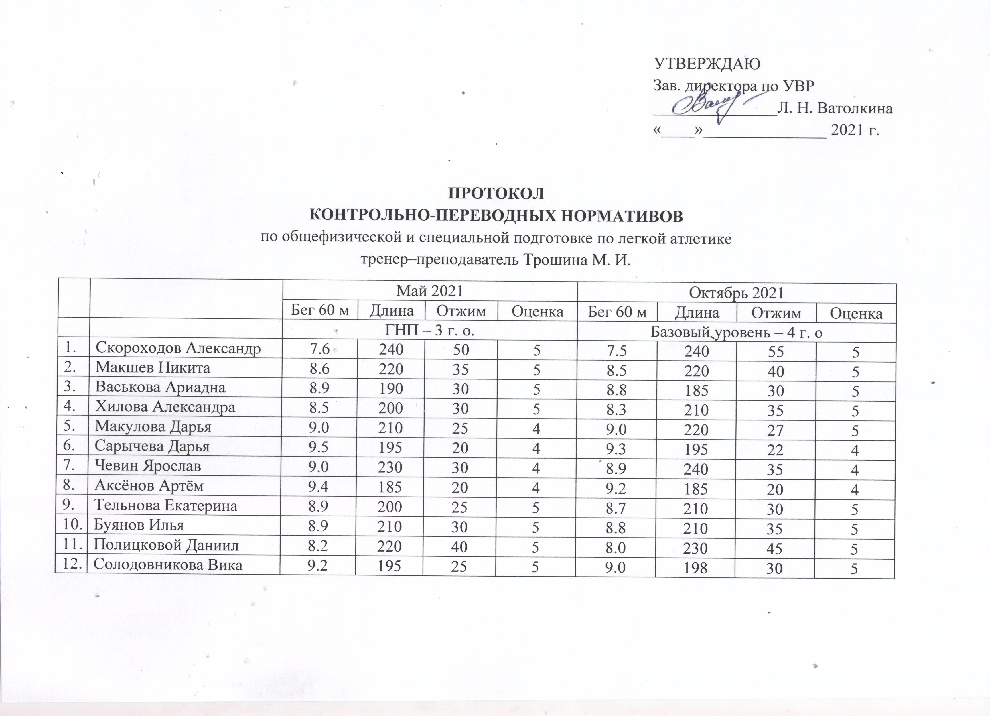 УТВЕРЖДАЮ
Зав. директора по УВР
_______________Л. Н. Ватолкина
«____»_______________ 2021 г.
ПРОТОКОЛ
КОНТРОЛЬНО-ПЕРЕВОДНЫХ НОРМАТИВОВ
по общефизической и специальной подготовке по легкой атлетике
тренер–преподаватель Трошина М. И.
Май 2021 Октябрь 2021
Бег 60 м Длина Отжим Оценка Бег 60 м Длина Отжим Оценка
ГНП – 3 г. о. Базовый уровень – 4 г. о
1. Скороходов Александр 7.6 240 50 5 7.5 240 55 5
2. Макшев Никита 8.6 220 35 5 8.5 220 40 5
3. Васькова Ариадна 8.9 190 30 5 8.8 185 30 5
4. Хилова Александра 8.5 200 30 5 8.3 210 35 5
5. Макулова Дарья 9.0 210 25 4 9.0 220 27 5
6. Сарычева Дарья 9.5 195 20 4 9.3 195 22 4
7. Чевин Ярослав 9.0 230 30 4 8.9 240 35 4
8. Аксёнов Артём 9.4 185 20 4 9.2 185 20 4
9. Тельнова Екатерина 8.9 200 25 5 8.7 210 30 5
10. Буянов Илья 8.9 210 30 5 8.8 210 35 5
11. Полицковой Даниил 8.2 220 40 5 8.0 230 45 5
12. Солодовникова Вика 9.2 195 25 5 9.0 198 30 5